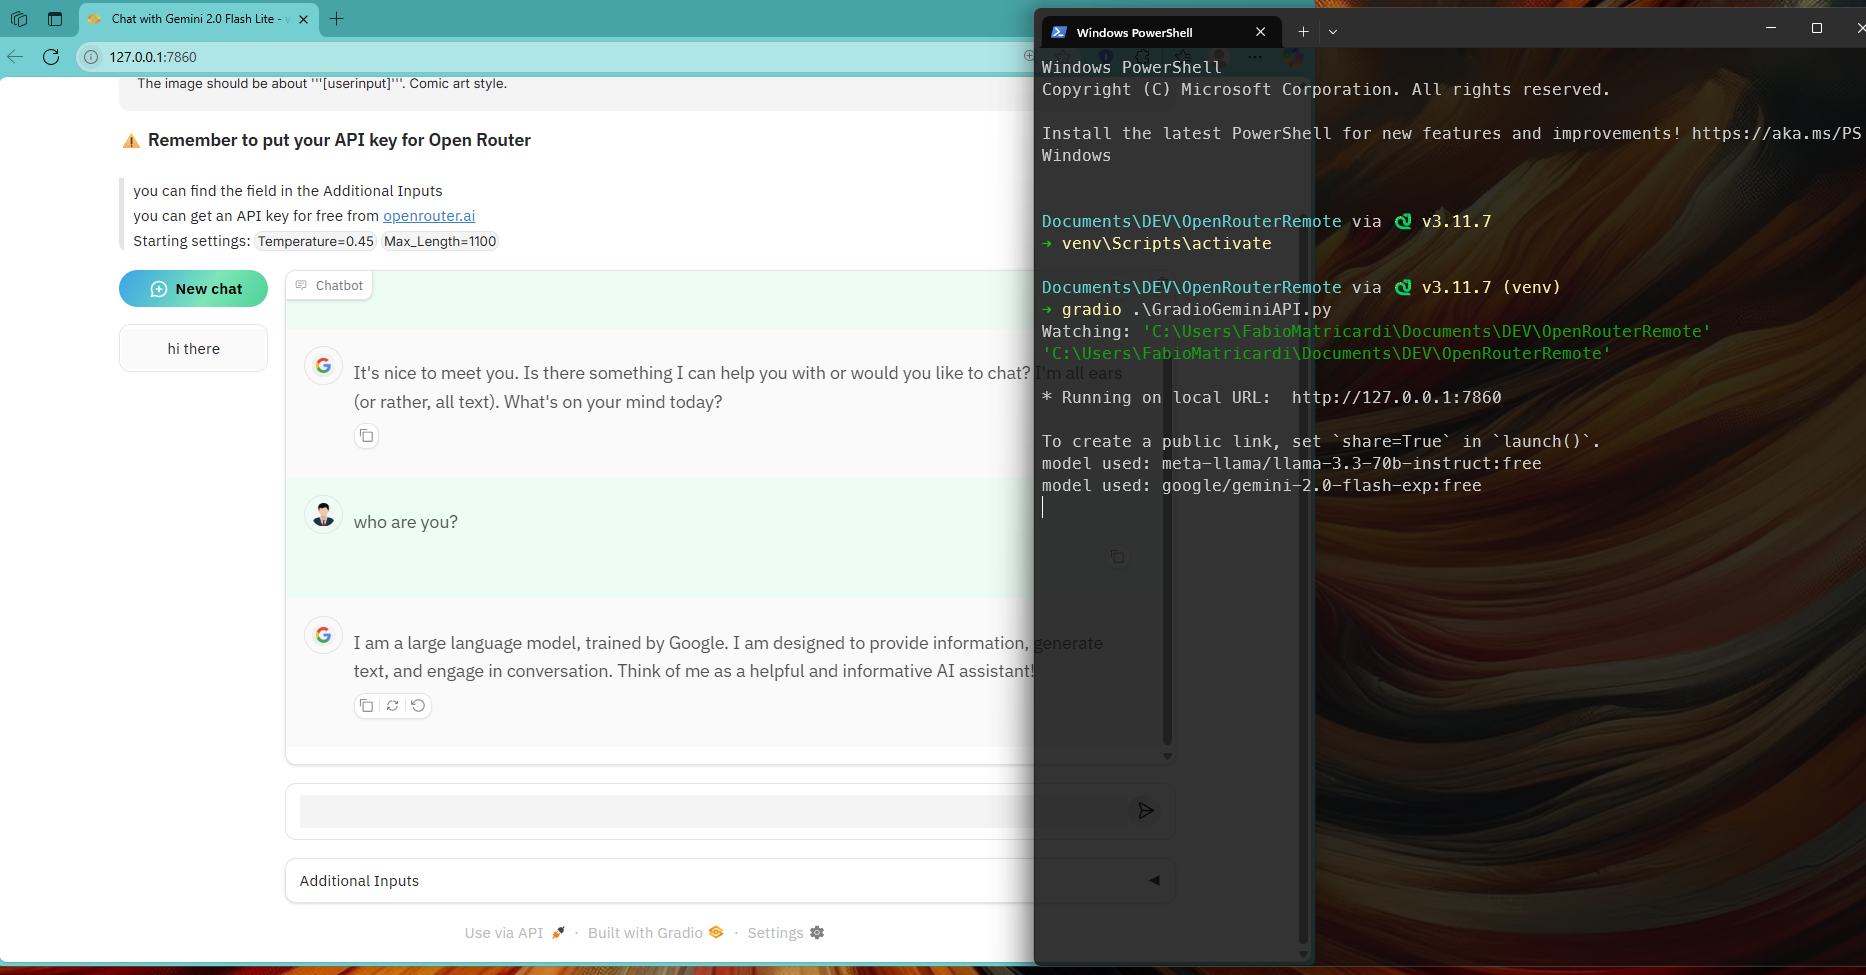 Chat with Gemini 2.0 Flash Lite -
127.0.0.1:7860
The image should be about '''[userinput]'''. Comic art style.
Remember to put your API key for Open Router
you can find the field in the Additional Inputs
you can get an API key for free from openrouter.ai
Starting settings: Temperature=0.45 Max_Length=1100
New chat
hi there
Chatbot
It's nice to meet you. Is there something I can help you with or would you like to chat? I'm all ears
(or rather, all text). What's on your mind today?
who are you?
I am a large language model, trained by Google. I am designed to provide information, generate
text, and engage in conversation. Think of me as a helpful and informative AI assistant!
Additional Inputs
Use via API · Built with Gradio · Settings
Windows PowerShell
Windows PowerShell
Copyright (C) Microsoft Corporation. All rights reserved.
Install the latest PowerShell for new features and improvements! https://aka.ms/PS
Windows
Documents\DEV\OpenRouterRemote via v3.11.7
→ venv\Scripts\activate
Documents\DEV\OpenRouterRemote via v3.11.7 (venv)
→ gradio .\GradioGeminiAPI.py
Watching: 'C:\Users\FabioMatricardi\Documents\DEV\OpenRouterRemote'
'C:\Users\FabioMatricardi\Documents\DEV\OpenRouterRemote'
* Running on local URL:  http://127.0.0.1:7860
To create a public link, set `share=True` in `launch()`.
model used: meta-llama/llama-3.3-70b-instruct:free
model used: google/gemini-2.0-flash-exp:free